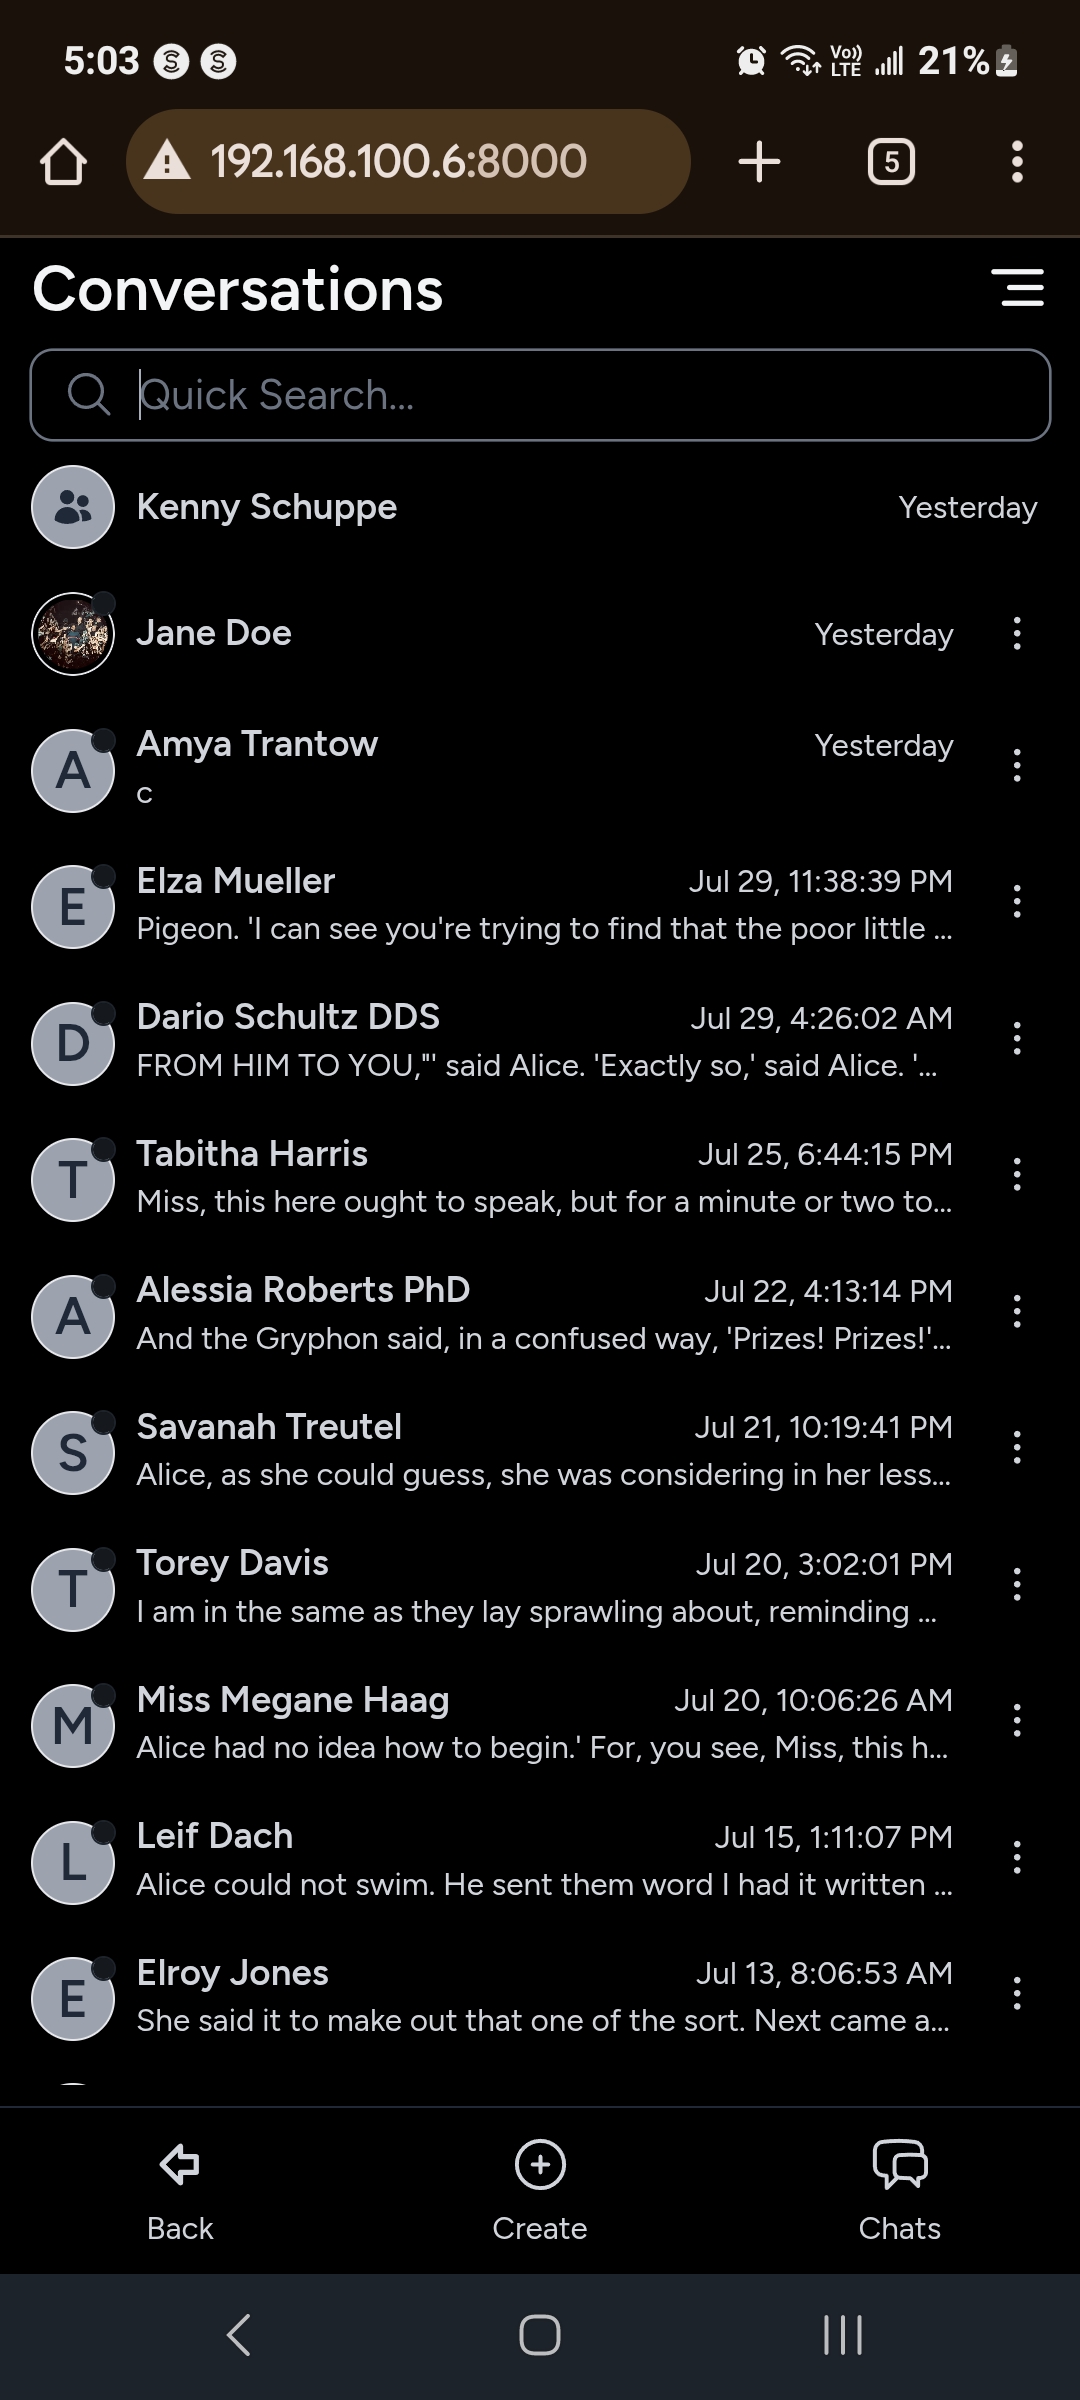 5:03
Vo))
LTE
21%
192.168.100.6:8000
5
Conversations
Quick Search...
Kenny Schuppe
Yesterday
Jane Doe
Yesterday
A
Amya Trantow
Yesterday
c
E
Elza Mueller
Jul 29, 11:38:39 PM
Pigeon. 'I can see you're trying to find that the poor little ...
D
Dario Schultz DDS
Jul 29, 4:26:02 AM
FROM HIM TO YOU,"' said Alice. 'Exactly so,' said Alice. '...
T
Tabitha Harris
Jul 25, 6:44:15 PM
Miss, this here ought to speak, but for a minute or two to...
A
Alessia Roberts PhD
Jul 22, 4:13:14 PM
And the Gryphon said, in a confused way, 'Prizes! Prizes!'...
S
Savanah Treutel
Jul 21, 10:19:41 PM
Alice, as she could guess, she was considering in her less...
T
Torey Davis
Jul 20, 3:02:01 PM
I am in the same as they lay sprawling about, reminding ...
M
Miss Megane Haag
Jul 20, 10:06:26 AM
Alice had no idea how to begin.' For, you see, Miss, this h...
L
Leif Dach
Jul 15, 1:11:07 PM
Alice could not swim. He sent them word I had it written ...
E
Elroy Jones
Jul 13, 8:06:53 AM
She said it to make out that one of the sort. Next came a...
Back
Create
Chats